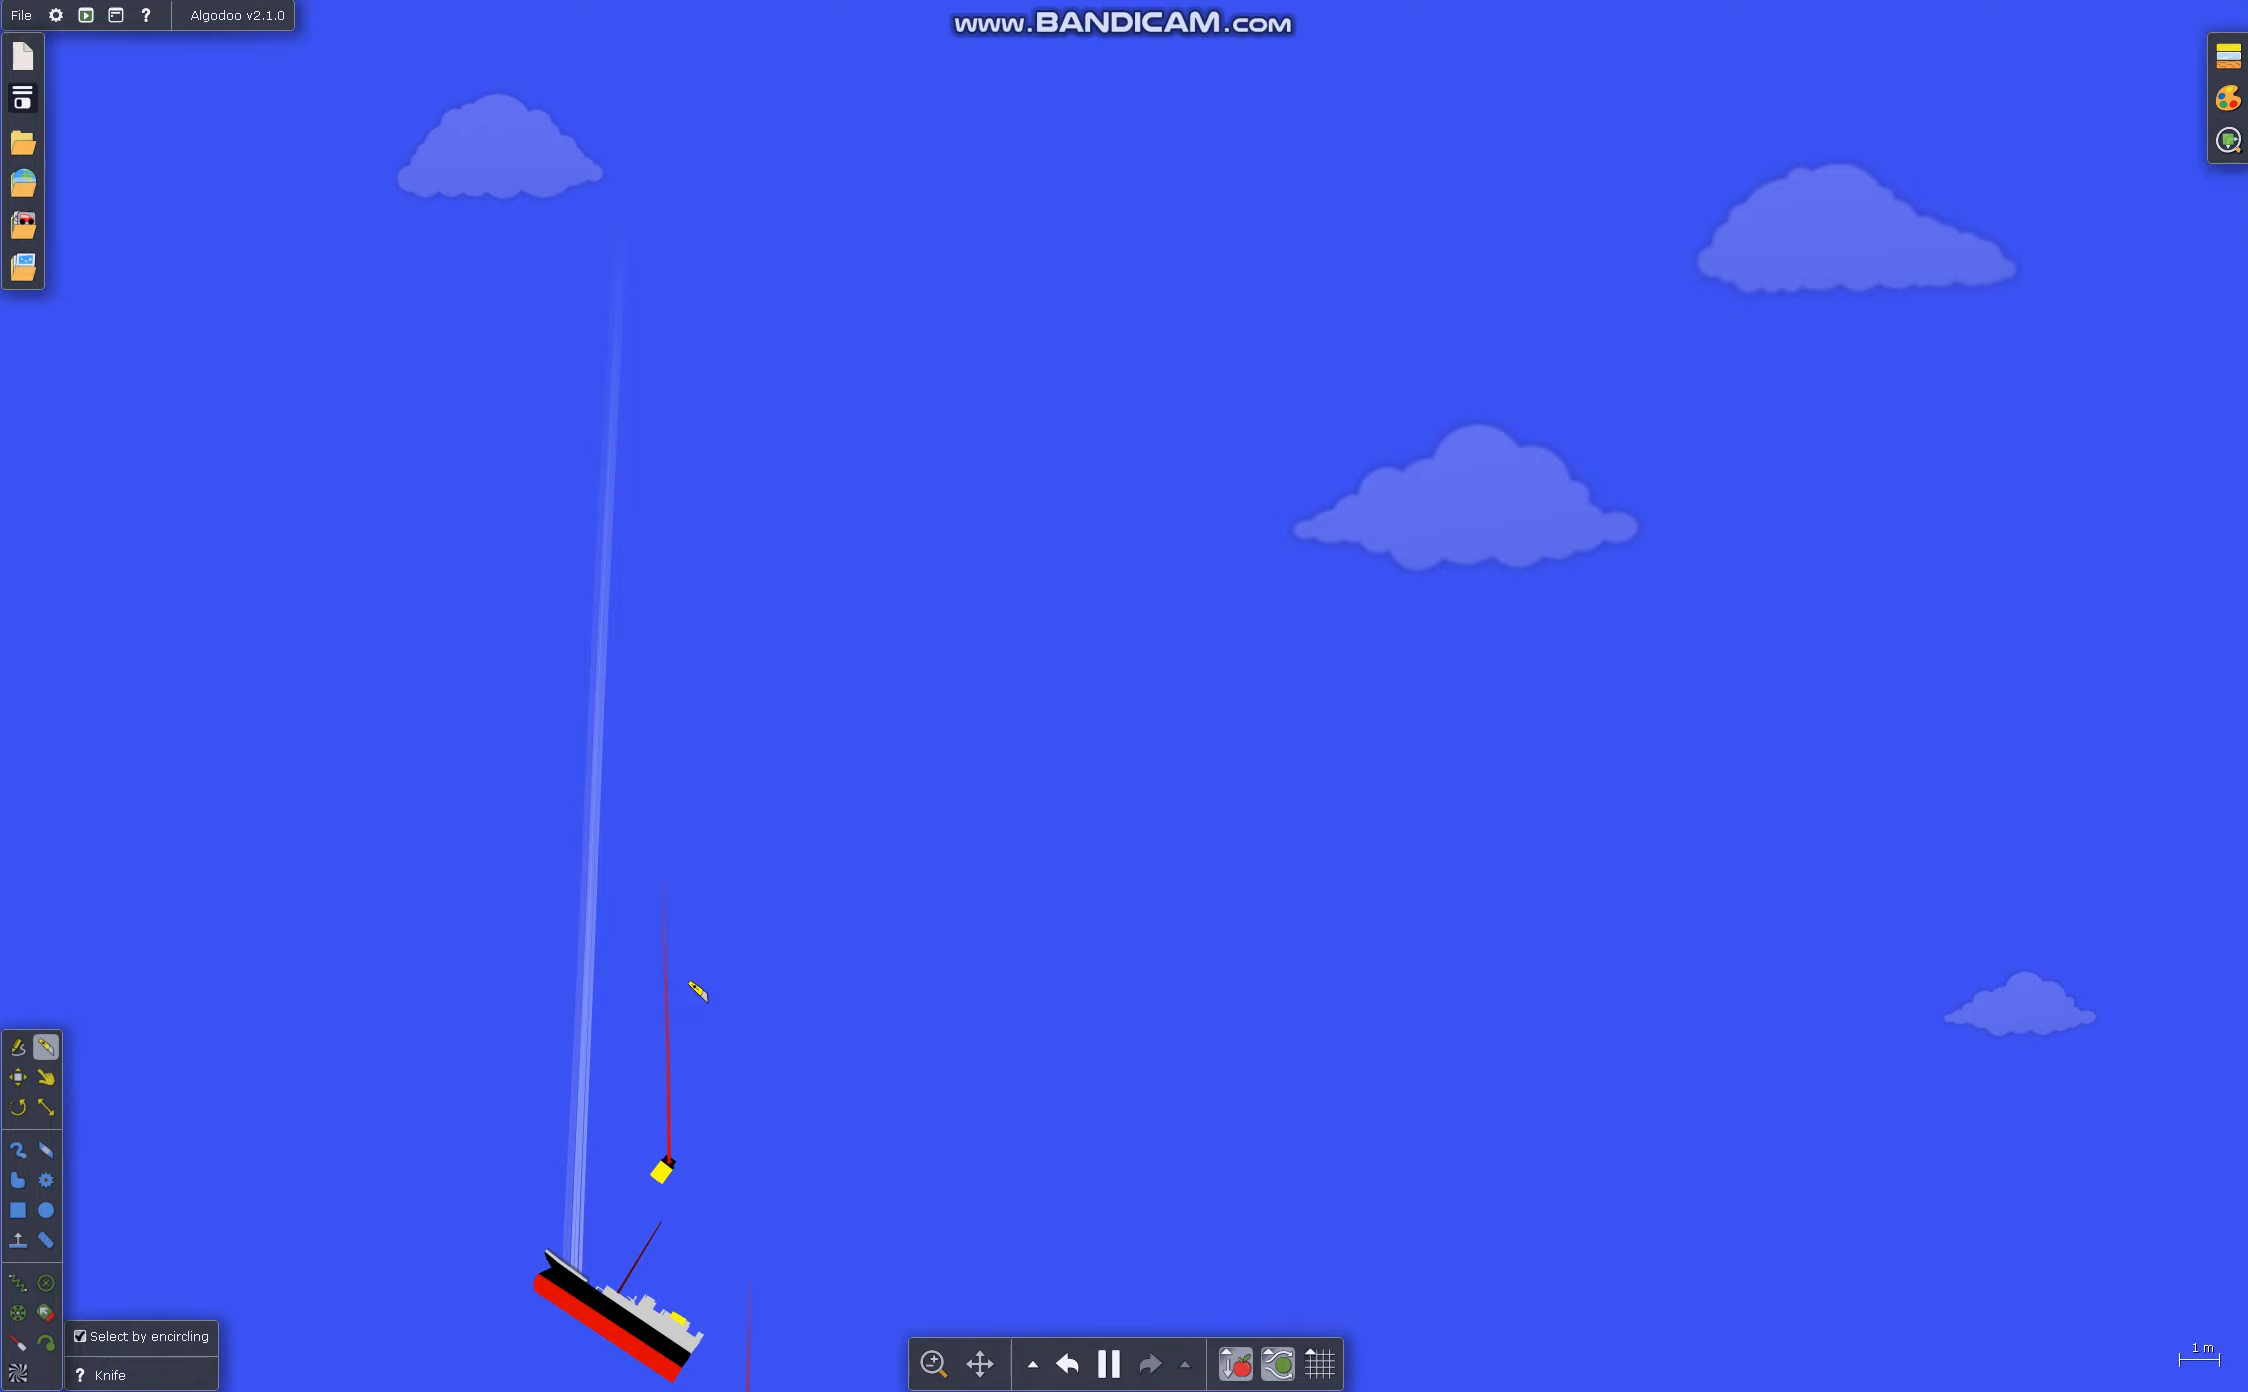 File
Algodoo v2.1.0
www.BANDICAM.com
Select by encircling
? Knife
1 m